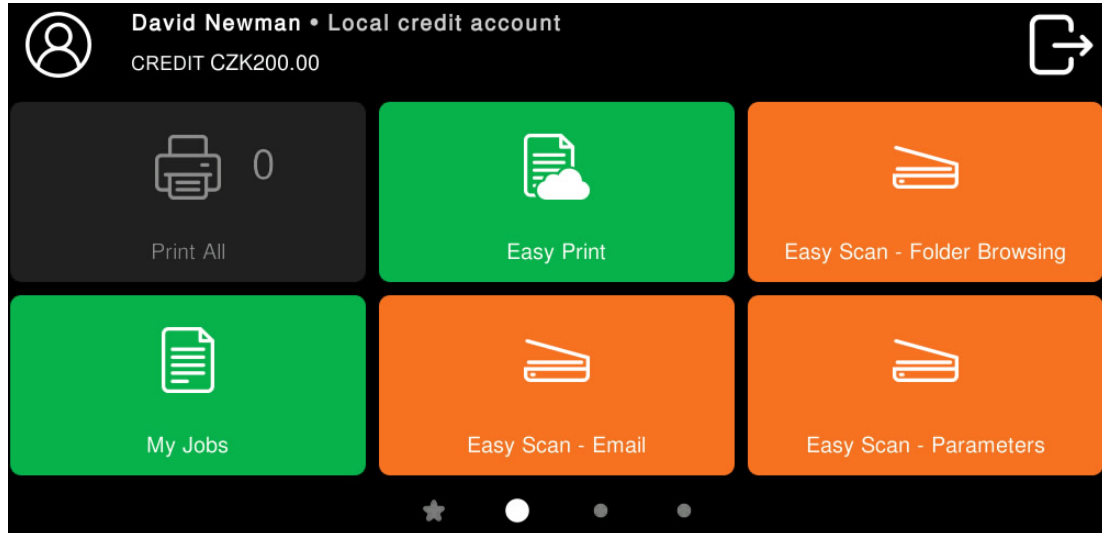 David Newman • Local credit account
CREDIT CZK200.00
0
Print All
Easy Print
Easy Scan - Folder Browsing
My Jobs
Easy Scan - Email
Easy Scan - Parameters